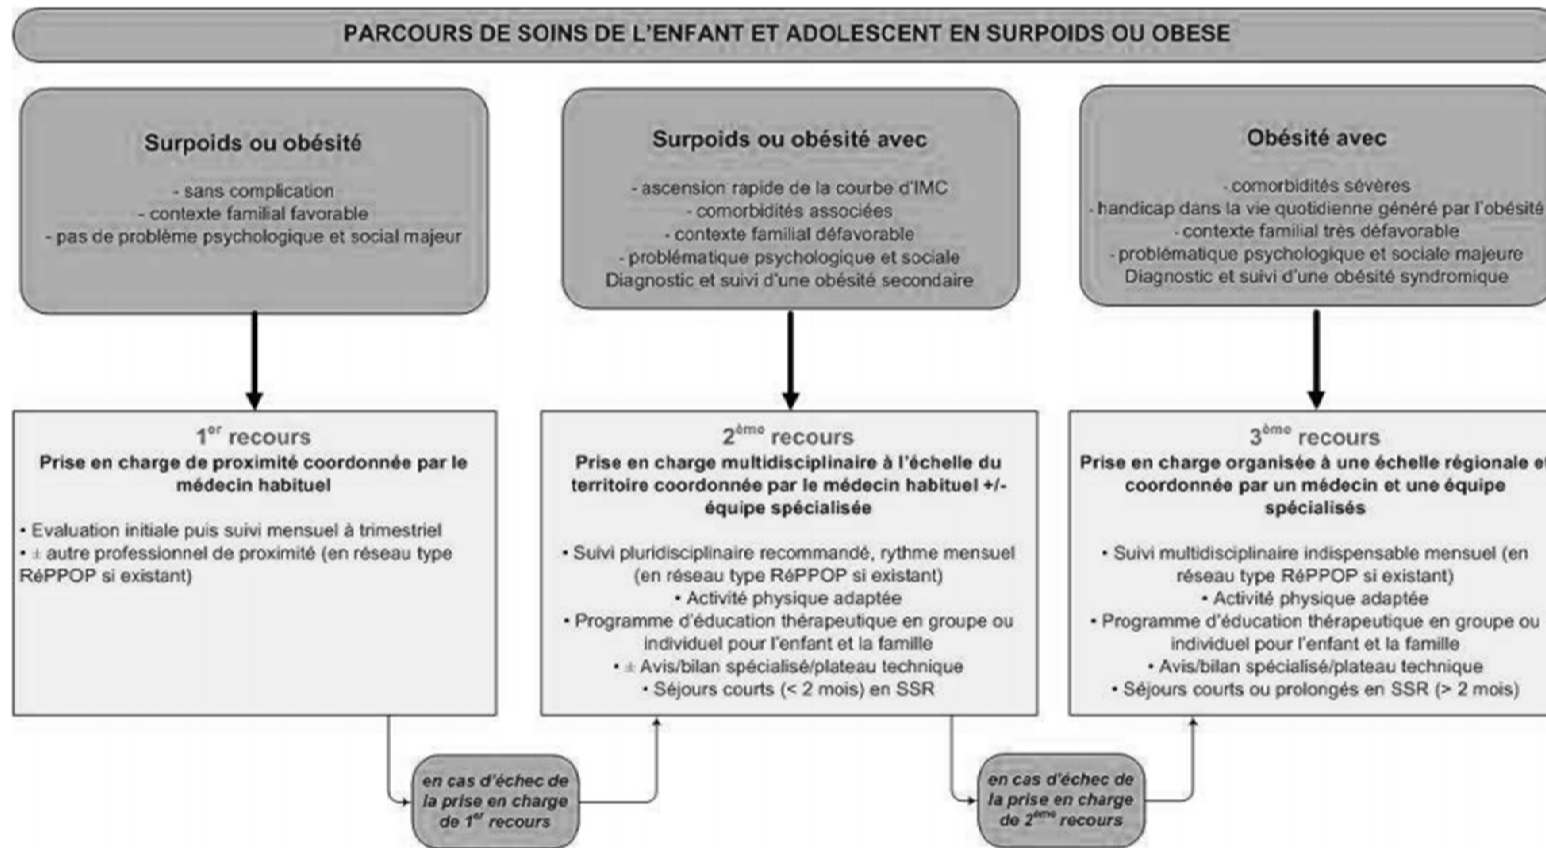 PARCOURS DE SOINS DE L'ENFANT ET ADOLESCENT EN SURPOIDS OU OBESE
Surpoids ou obésité
- sans complication
- contexte familial favorable
- pas de problème psychologique et social majeur
Surpoids ou obésité avec
- ascension rapide de la courbe d'IMC
- comorbidités associées
- contexte familial défavorable
- problématique psychologique et sociale
Diagnostic et suivi d'une obésité secondaire
Obésité avec
- comorbidités sévères
- handicap dans la vie quotidienne généré par l'obésité
- contexte familial très défavorable
- problématique psychologique et sociale majeure
Diagnostic et suivi d'une obésité syndromique
1er recours
Prise en charge de proximité coordonnée par le
médecin habituel
• Evaluation initiale puis suivi mensuel à trimestriel
• ± autre professionnel de proximité (en réseau type
RéPPOP si existant)
2ème recours
Prise en charge multidisciplinaire à l'échelle du
territoire coordonnée par le médecin habituel +/-
équipe spécialisée
• Suivi pluridisciplinaire recommandé, rythme mensuel
(en réseau type RéPPOP si existant)
• Activité physique adaptée
• Programme d'éducation thérapeutique en groupe ou
individuel pour l'enfant et la famille
• ± Avis/bilan spécialisé/plateau technique
• Séjours courts (< 2 mois) en SSR
3ème recours
Prise en charge organisée à une échelle régionale et
coordonnée par un médecin et une équipe
spécialisés
• Suivi multidisciplinaire indispensable mensuel (en
réseau type RéPPOP si existant)
• Activité physique adaptée
• Programme d'éducation thérapeutique en groupe ou
individuel pour l'enfant et la famille
• Avis/bilan spécialisé/plateau technique
• Séjours courts ou prolongés en SSR (> 2 mois)
en cas d'échec de
la prise en charge
de 1er recours
en cas d'échec de
la prise en charge
de 2ème recours